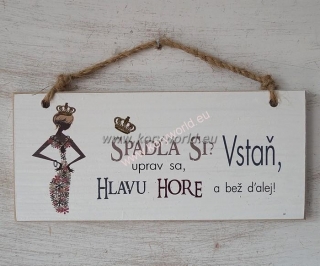 SPADLA SI? Vstaň,
uprav sa,
HLAVU HORE a bež ďalej!